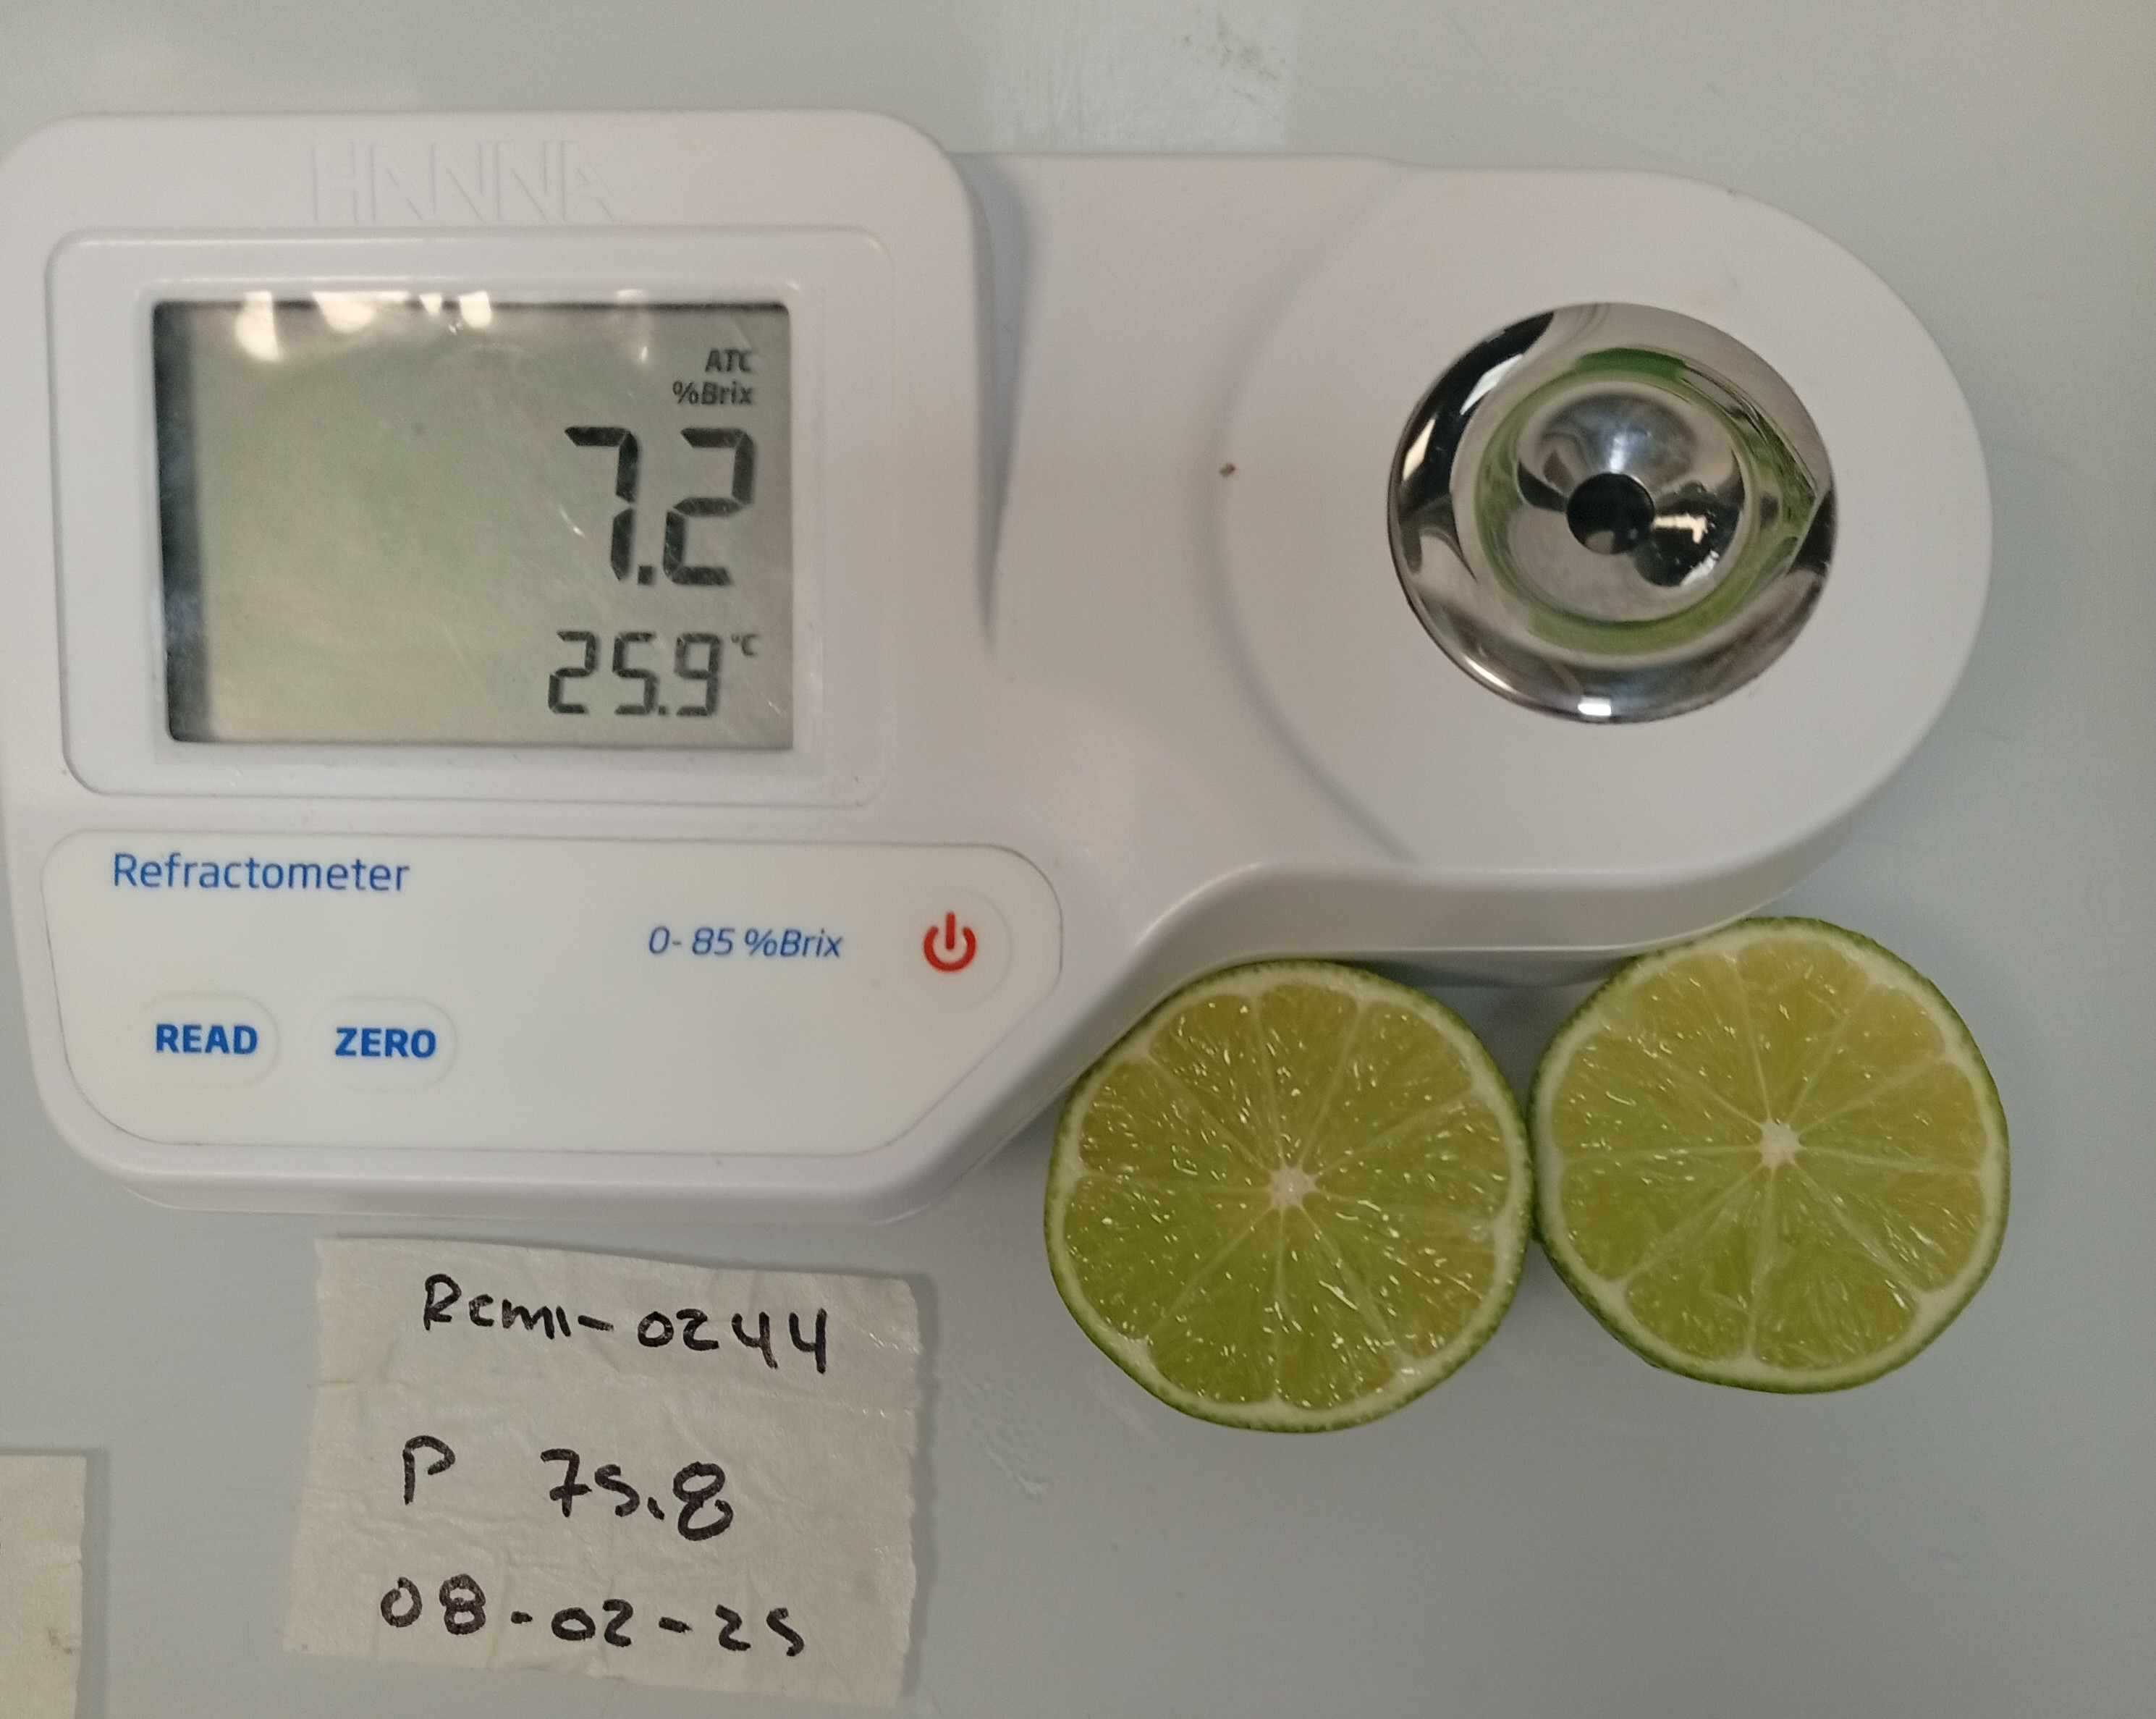 HANNA
ATC
%Brix
7.2
25.9 °C
Refractometer
0-85 %Brix
READ ZERO
Rcmi-0244
P 75.8
08-02-25